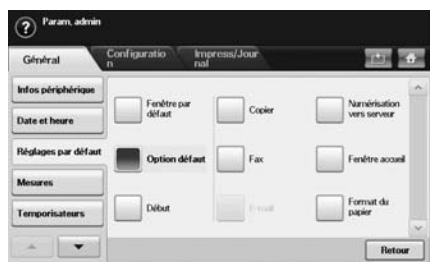 Param, admin
Général
Configuratio
n
Impress/Jour
nal
Infos périphérique
Date et heure
Réglages par défaut
Mesures
Temporisateurs
Fenêtre par
défaut
Copier
Numérisation
vers serveur
Option défaut
Fax
Fenêtre accueil
Début
E-mail
Format du
papier
Retour